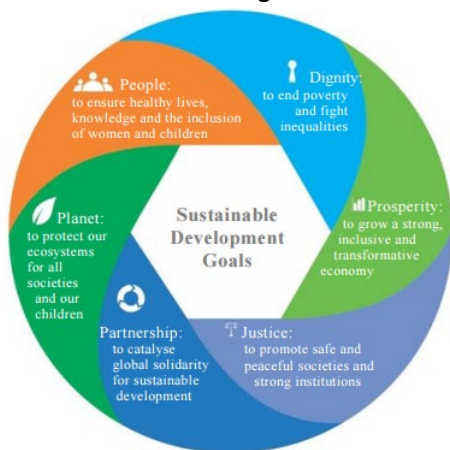 Dignity:
to end poverty
and fight
inequalities
Prosperity:
to grow a strong,
inclusive and
transformative
economy
Justice:
to promote safe and
peaceful societies and
strong institutions
Partnership:
to catalyse
global solidarity
for sustainable
development
Planet:
to protect our
ecosystems
for all
societies
and our
children
People:
to ensure healthy lives,
knowledge and the inclusion
of women and children
Sustainable
Development
Goals